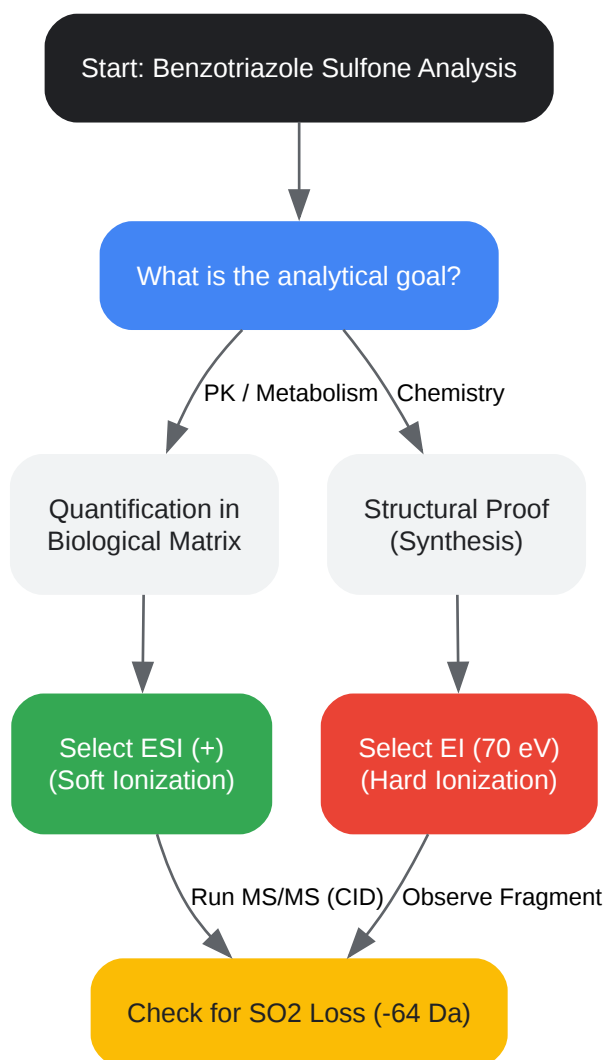 Start: Benzotriazole Sulfone Analysis
What is the analytical goal?
PK / Metabolism
Chemistry
Quantification in
Biological Matrix
Structural Proof
(Synthesis)
Select ESI (+)
(Soft Ionization)
Select EI (70 eV)
(Hard Ionization)
Run MS/MS (CID)
Observe Fragment
Check for SO2 Loss (-64 Da)